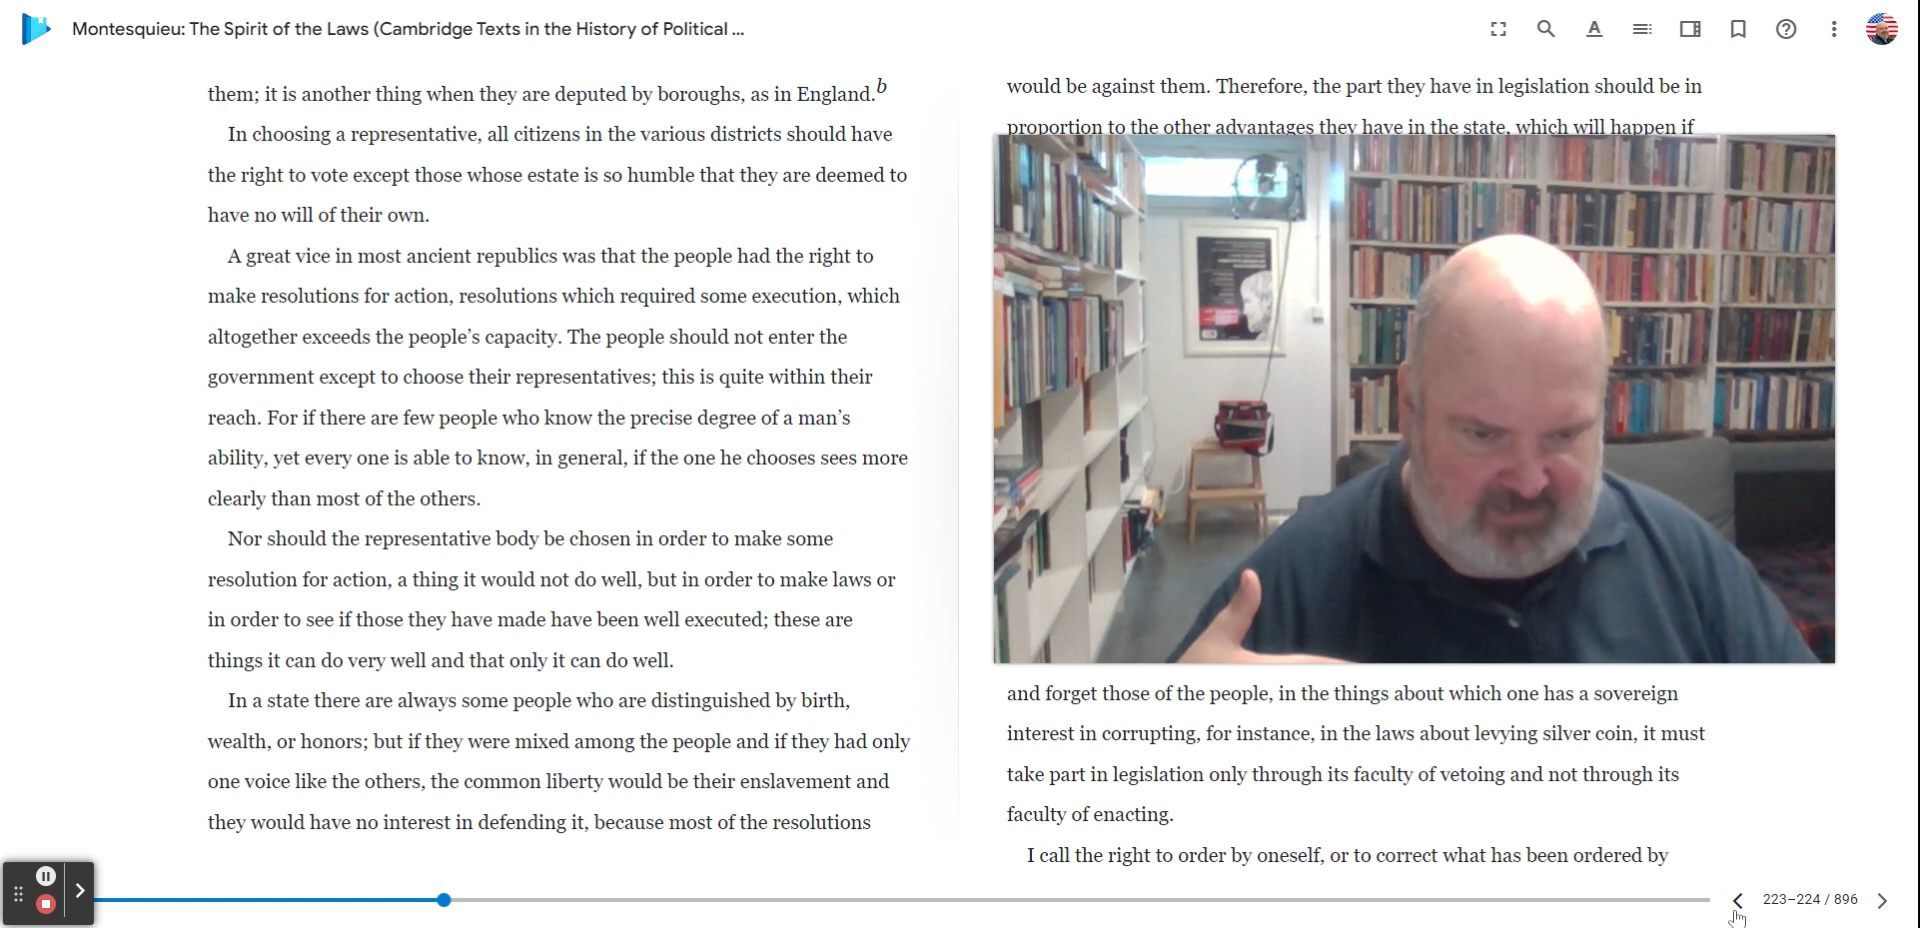 Montesquieu: The Spirit of the Laws (Cambridge Texts in the History of Political ...
them; it is another thing when they are deputed by boroughs, as in England.b
In choosing a representative, all citizens in the various districts should have
the right to vote except those whose estate is so humble that they are deemed to
have no will of their own.
A great vice in most ancient republics was that the people had the right to
make resolutions for action, resolutions which required some execution, which
altogether exceeds the people's capacity. The people should not enter the
government except to choose their representatives; this is quite within their
reach. For if there are few people who know the precise degree of a man's
ability, yet every one is able to know, in general, if the one he chooses sees more
clearly than most of the others.
Nor should the representative body be chosen in order to make some
resolution for action, a thing it would not do well, but in order to make laws or
in order to see if those they have made have been well executed; these are
things it can do very well and that only it can do well.
In a state there are always some people who are distinguished by birth,
wealth, or honors; but if they were mixed among the people and if they had only
one voice like the others, the common liberty would be their enslavement and
they would have no interest in defending it, because most of the resolutions
would be against them. Therefore, the part they have in legislation should be in
proportion to the other advantages they have in the state, which will happen if
and forget those of the people, in the things about which one has a sovereign
interest in corrupting, for instance, in the laws about levying silver coin, it must
take part in legislation only through its faculty of vetoing and not through its
faculty of enacting.
I call the right to order by oneself, or to correct what has been ordered by
223–224 / 896